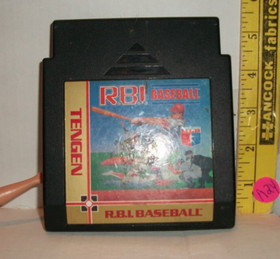 R.B.I. BASEBALL
TENGEN
R.B.I. BASEBALL
HANCOCK fabrics